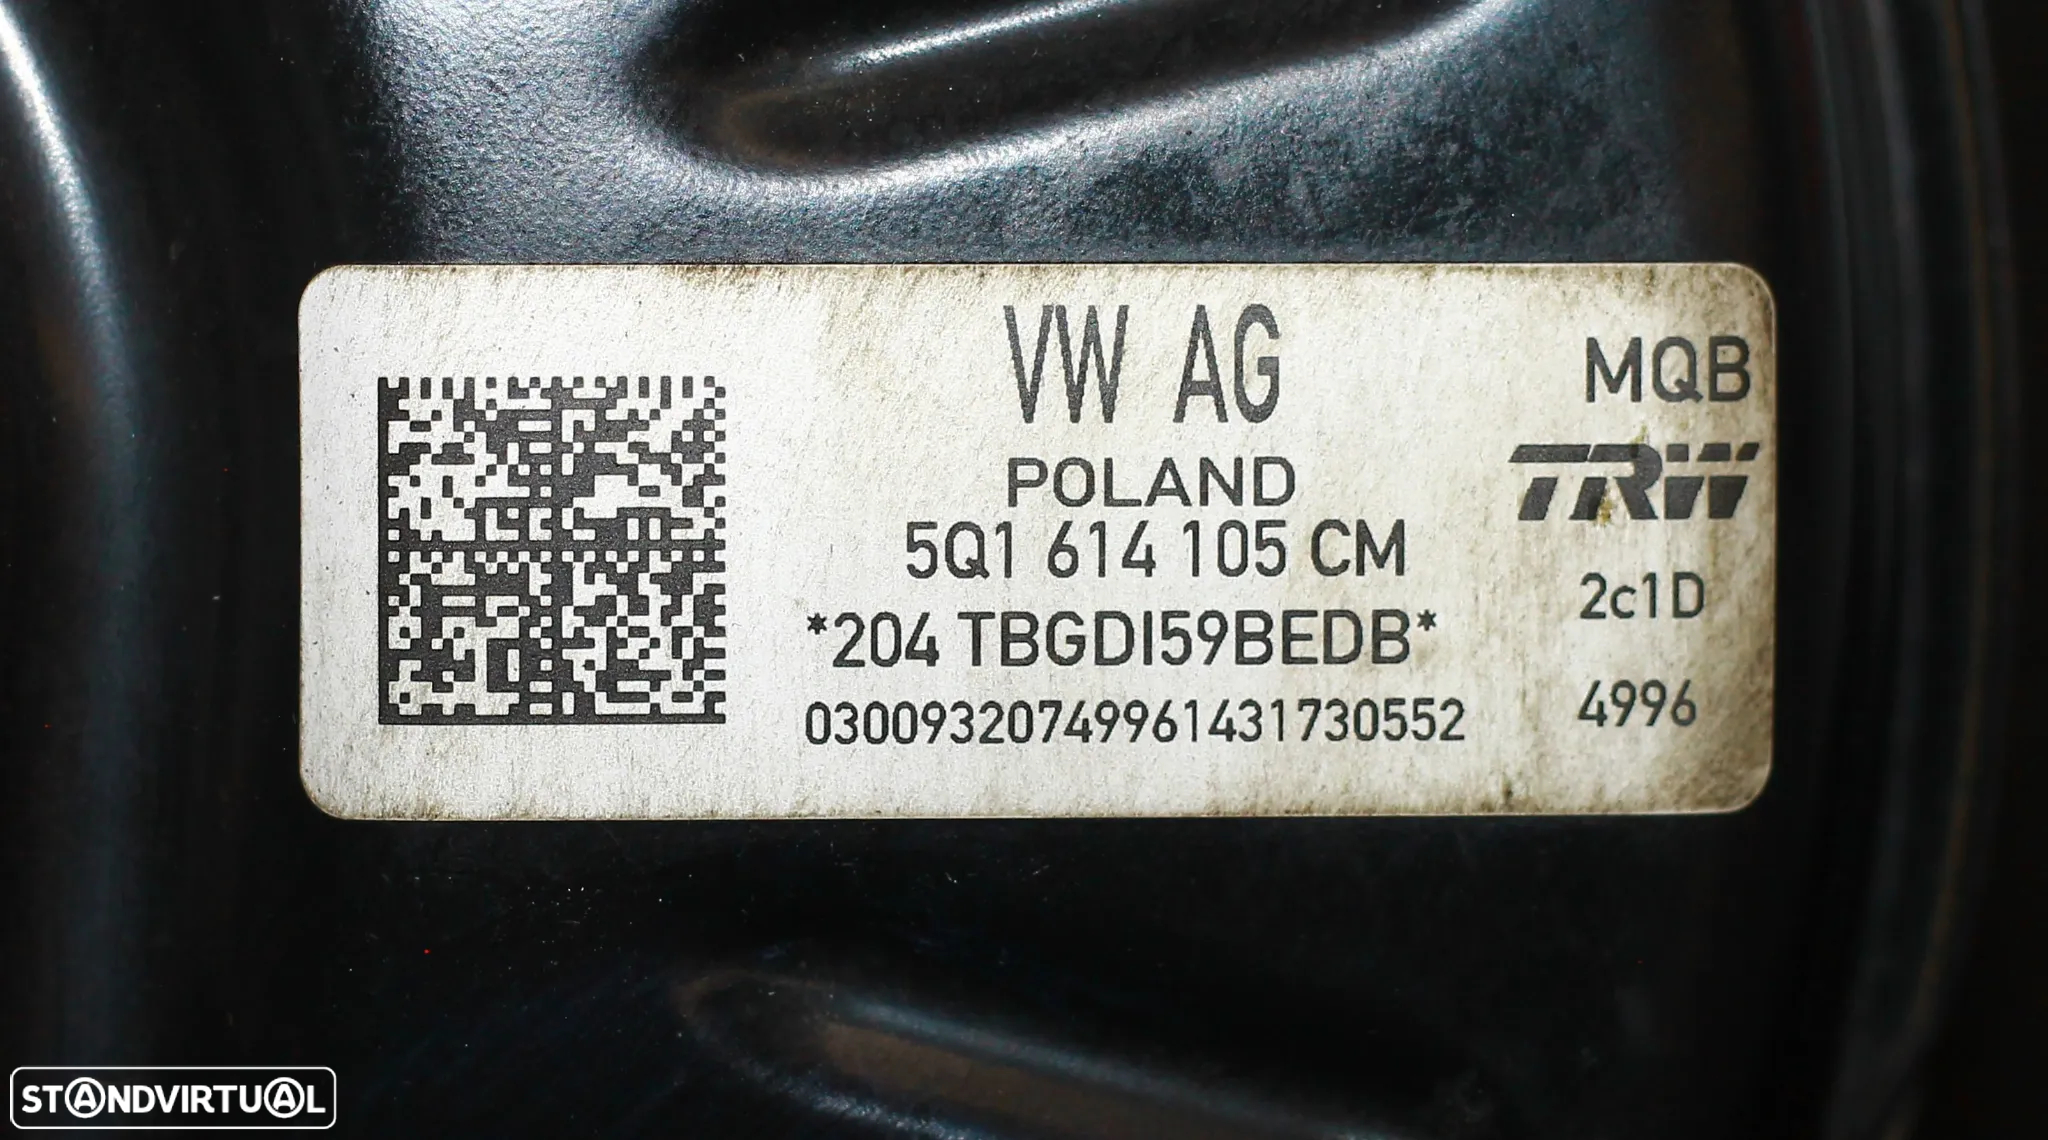 VW AG
MQB
TRW
POLAND
5Q1 614 105 CM
2c1D
*204 TBGDI59BEDB*
4996
03009320749961431730552
STANDVIRTUAL